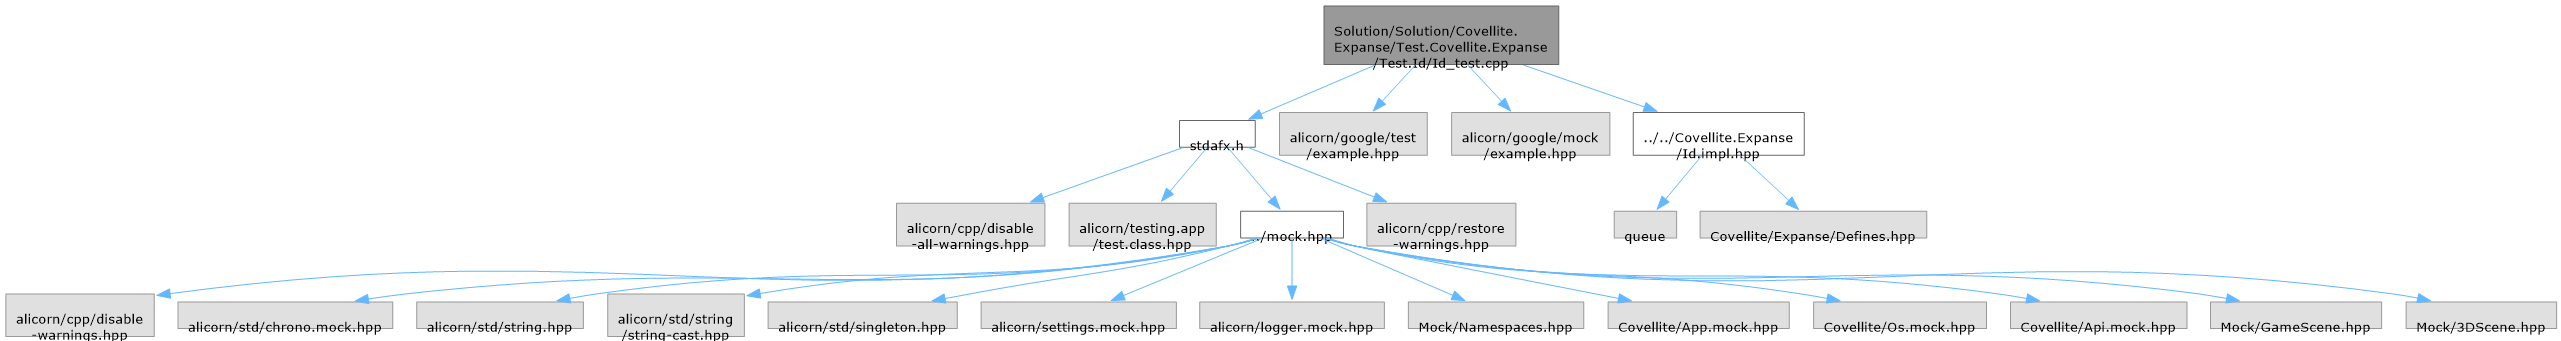 Solution/Solution/Covellite.
Expanse/Test.Covellite.Expanse
/Test.Id/Id_test.cpp
stdafx.h
alicorn/google/test
/example.hpp
alicorn/google/mock
/example.hpp
../../Covellite.Expanse
/Id.impl.hpp
alicorn/cpp/disable
-all-warnings.hpp
alicorn/testing.app
/test.class.hpp
../mock.hpp
alicorn/cpp/restore
-warnings.hpp
queue
Covellite/Expanse/Defines.hpp
alicorn/cpp/disable
-warnings.hpp
alicorn/std/chrono.mock.hpp
alicorn/std/string.hpp
alicorn/std/string
/string-cast.hpp
alicorn/std/singleton.hpp
alicorn/settings.mock.hpp
alicorn/logger.mock.hpp
Mock/Namespaces.hpp
Covellite/App.mock.hpp
Covellite/Os.mock.hpp
Covellite/Api.mock.hpp
Mock/GameScene.hpp
Mock/3DScene.hpp